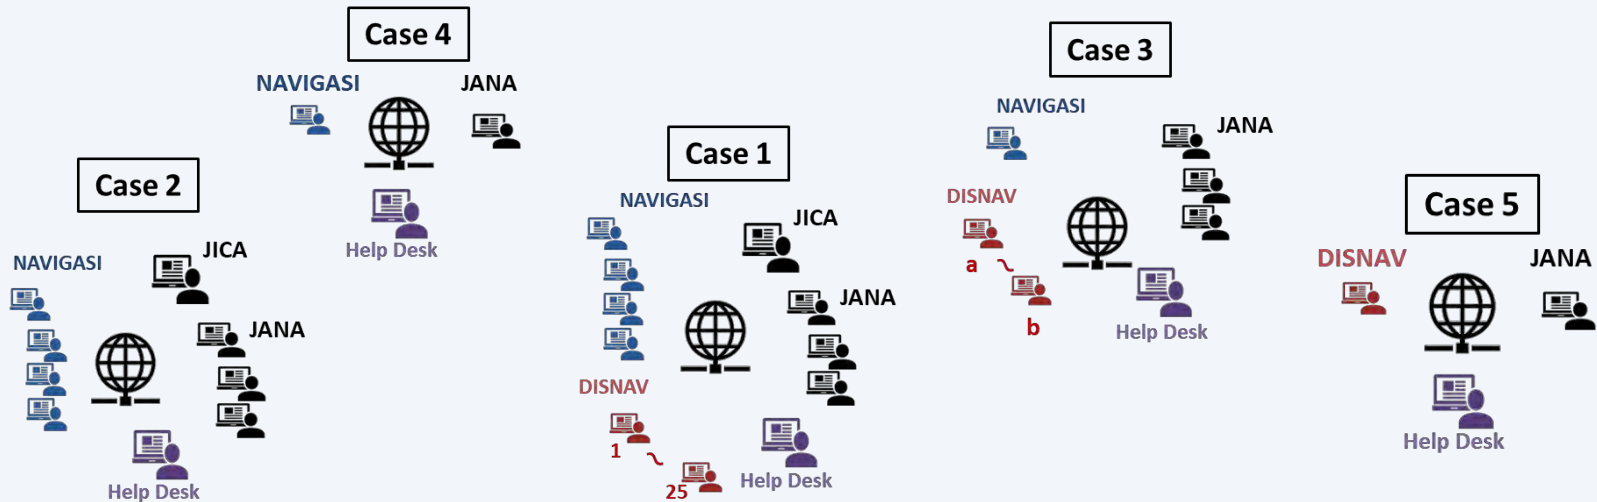 Case 4
NAVIGASI
JANA
Help Desk
Case 2
NAVIGASI
JICA
JANA
Help Desk
Case 1
NAVIGASI
JICA
JANA
DISNAV
1 ~ 25
Help Desk
Case 3
NAVIGASI
JANA
DISNAV
a ~ b
Help Desk
Case 5
DISNAV
JANA
Help Desk